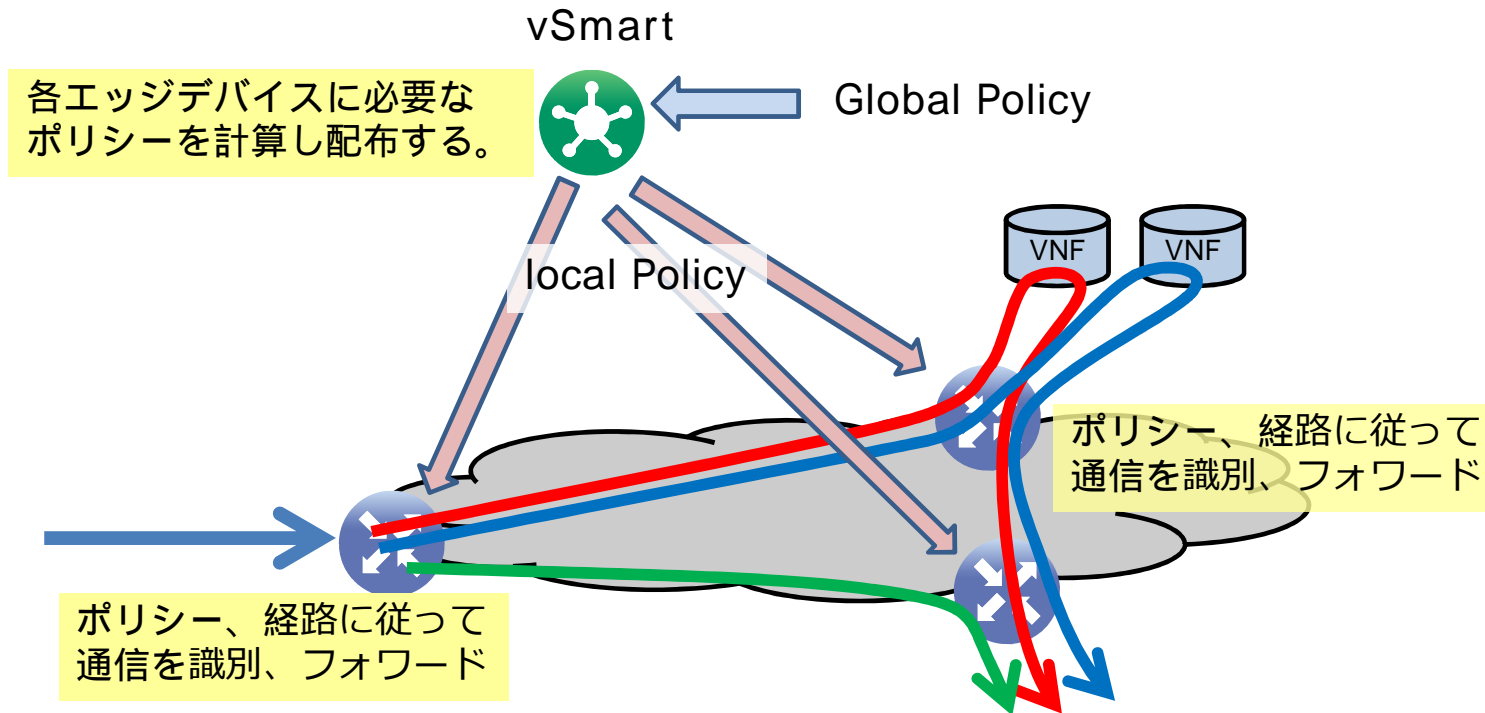 vSmart
各エッジデバイスに必要な
ポリシーを計算し配布する。
Global Policy
VNF
VNF
local Policy
ポリシー、経路に従って
通信を識別、フォワード
ポリシー、経路に従って
通信を識別、フォワード